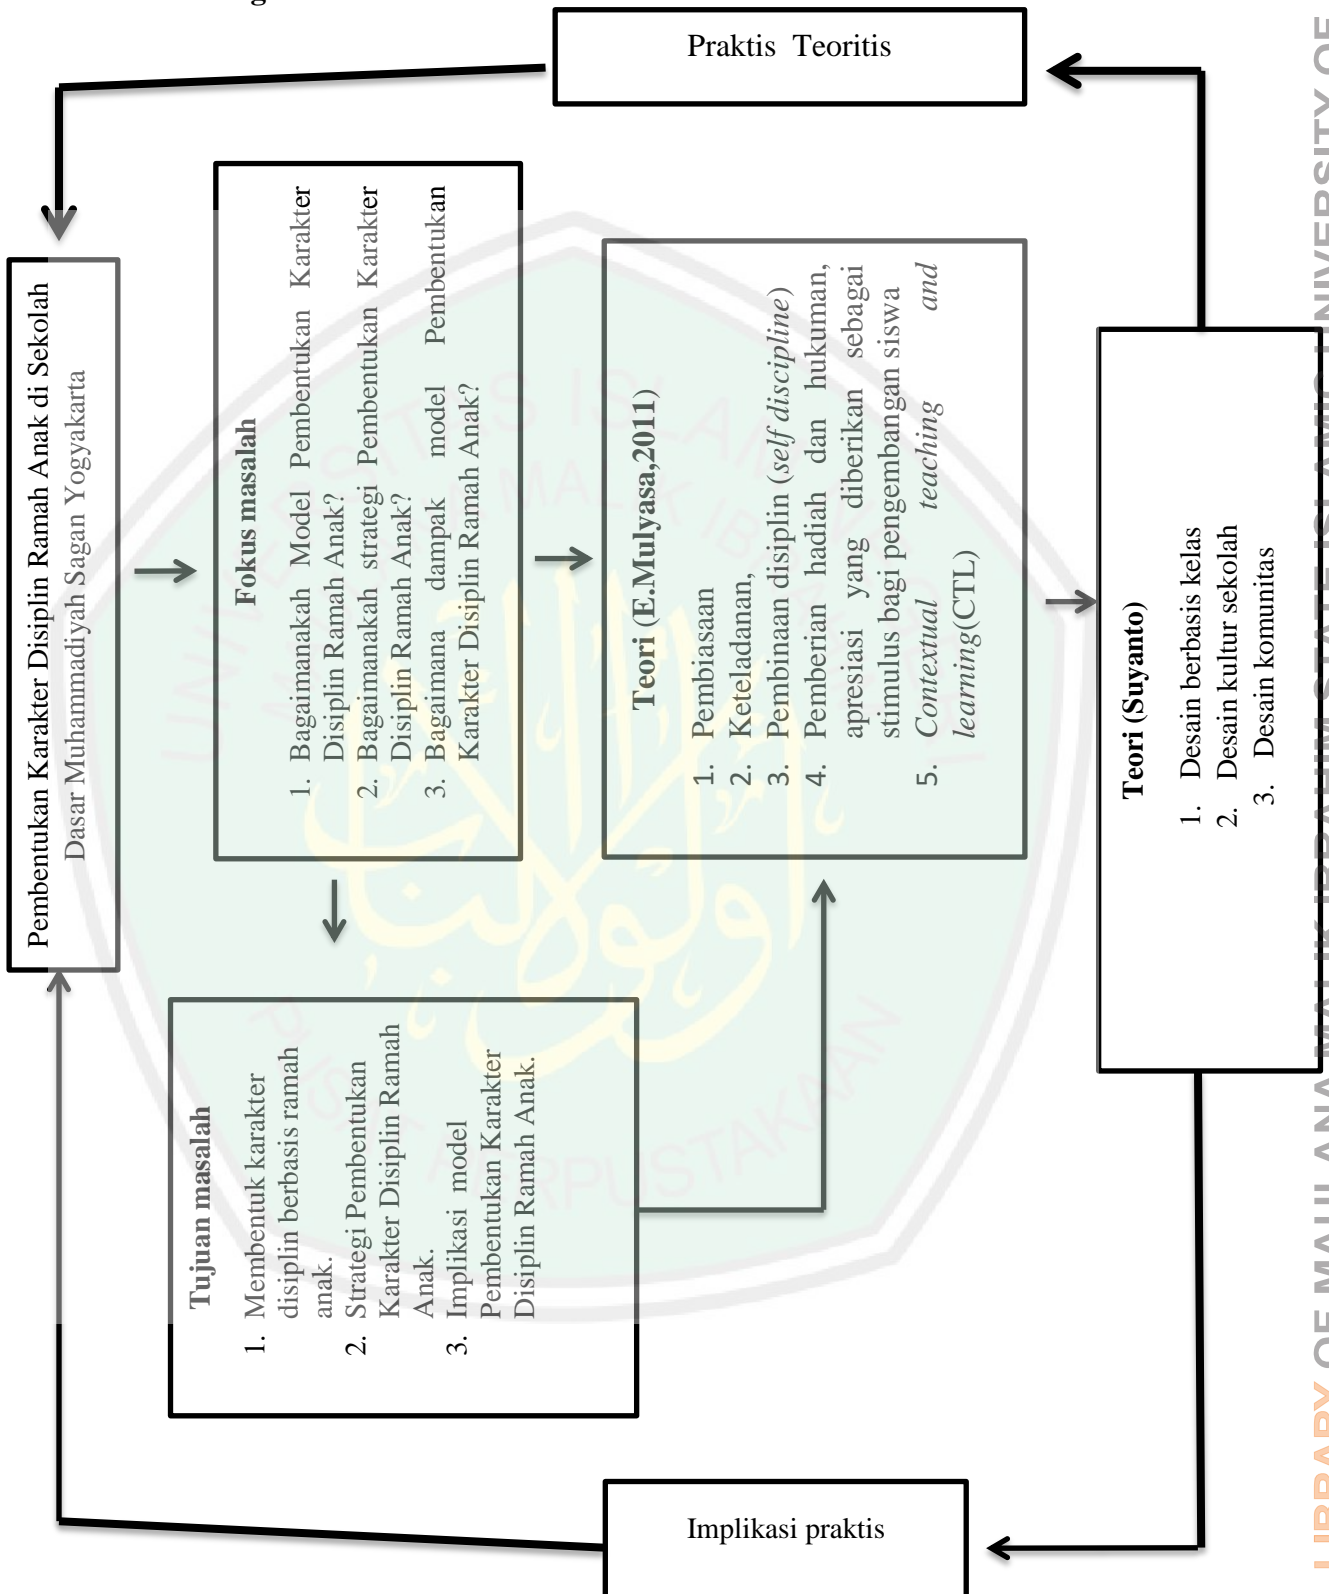 Praktis Teoritis
Pembentukan Karakter Disiplin Ramah Anak di Sekolah
Dasar Muhammadiyah Sagan Yogyakarta
Fokus masalah
1. Bagaimanakah Model Pembentukan Karakter
Disiplin Ramah Anak?
2. Bagaimanakah strategi Pembentukan Karakter
Disiplin Ramah Anak?
3. Bagaimana dampak model Pembentukan
Karakter Disiplin Ramah Anak?
Tujuan masalah
1. Membentuk karakter
disiplin berbasis ramah
anak.
2. Strategi Pembentukan
Karakter Disiplin Ramah
Anak.
3. Implikasi model
Pembentukan Karakter
Disiplin Ramah Anak.
Teori (E.Mulyasa,2011)
1. Pembiasaan
2. Keteladanan,
3. Pembinaan disiplin (self discipline)
4. Pemberian hadiah dan hukuman,
apresiasi yang diberikan sebagai
stimulus bagi pengembangan siswa
5. Contextual teaching and
learning(CTL)
Teori (Suyanto)
1. Desain berbasis kelas
2. Desain kultur sekolah
3. Desain komunitas
Implikasi praktis
PUSAT PERPUSTAKAAN